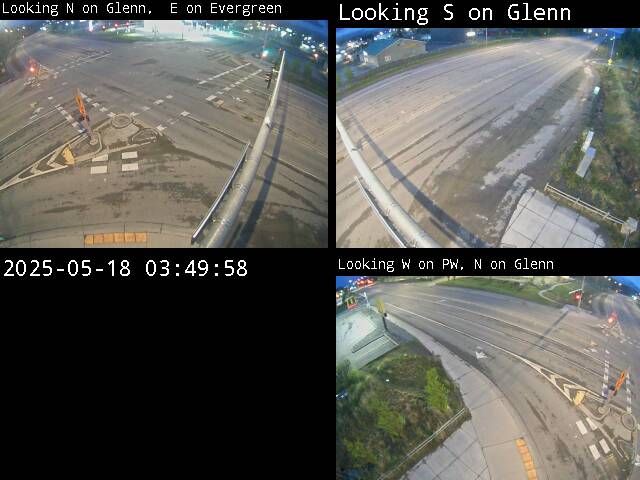 Looking N on Glenn,  E on Evergreen
Looking S on Glenn
2025-05-18 03:49:58
Looking W on PW, N on Glenn